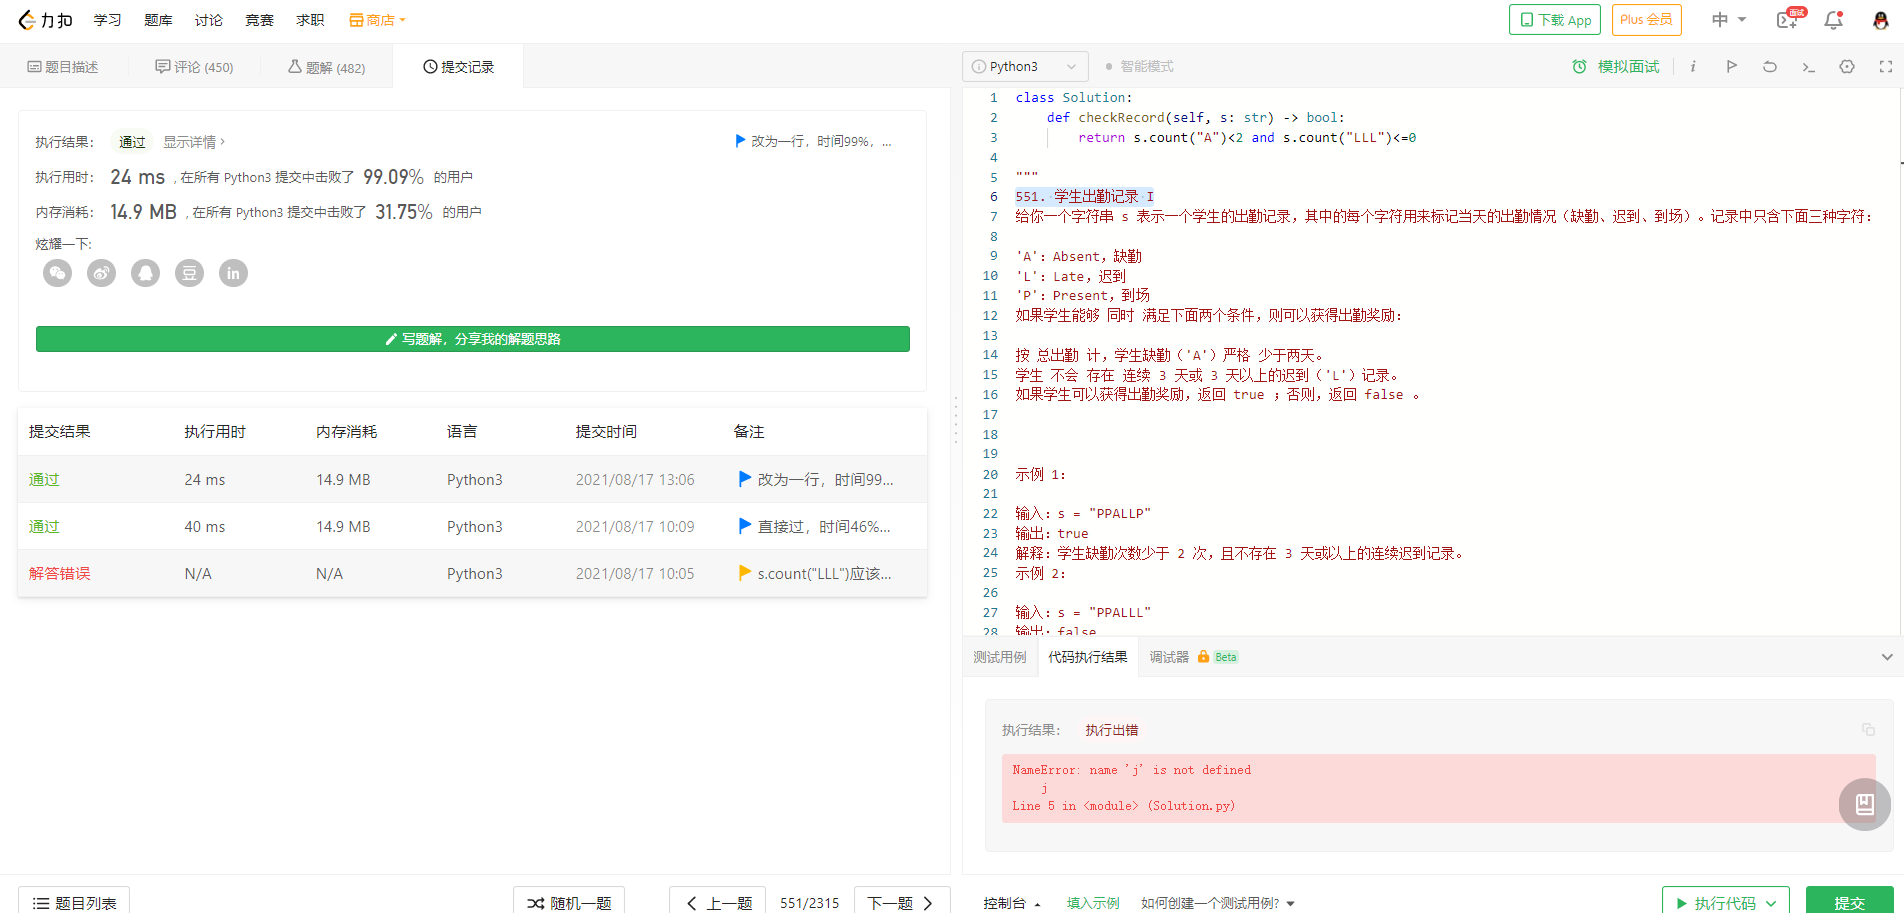 力扣 学习 题库 讨论 竞赛 求职 商店 下载 App Plus 会员 中 面试
题目描述 评论 (450) 题解 (482) 提交记录
执行结果： 通过 显示详情 › 改为一行，时间99%，...
执行用时： 24 ms , 在所有 Python3 提交中击败了 99.09% 的用户
内存消耗： 14.9 MB , 在所有 Python3 提交中击败了 31.75% 的用户
炫耀一下:
写题解，分享我的解题思路
提交结果 执行用时 内存消耗 语言 提交时间 备注
通过 24 ms 14.9 MB Python3 2021/08/17 13:06 改为一行，时间99...
通过 40 ms 14.9 MB Python3 2021/08/17 10:09 直接过，时间46%...
解答错误 N/A N/A Python3 2021/08/17 10:05 s.count("LLL")应该...
题目列表 随机一题 上一题 551/2315 下一题
Python3 智能模式 模拟面试
1 class Solution:
2 def checkRecord(self, s: str) -> bool:
3 return s.count("A")<2 and s.count("LLL")<=0
4
5 """
6 551. 学生出勤记录 I
7 给你一个字符串 s 表示一个学生的出勤记录，其中的每个字符用来标记当天的出勤情况（缺勤、迟到、到场）。记录中只含下面三种字符：
8
9 'A'：Absent，缺勤
10 'L'：Late，迟到
11 'P'：Present，到场
12 如果学生能够 同时 满足下面两个条件，则可以获得出勤奖励：
13
14 按 总出勤 计，学生缺勤（'A'）严格 少于两天。
15 学生 不会 存在 连续 3 天或 3 天以上的迟到（'L'）记录。
16 如果学生可以获得出勤奖励，返回 true ；否则，返回 false 。
17
18
19
20 示例 1：
21
22 输入：s = "PPALLP"
23 输出：true
24 解释：学生缺勤次数少于 2 次，且不存在 3 天或以上的连续迟到记录。
25 示例 2：
26
27 输入：s = "PPALLL"
28 输出：false
测试用例 代码执行结果 调试器 Beta
执行结果： 执行出错
NameError: name 'j' is not defined
j
Line 5 in <module> (Solution.py)
控制台 填入示例 如何创建一个测试用例? 执行代码 提交